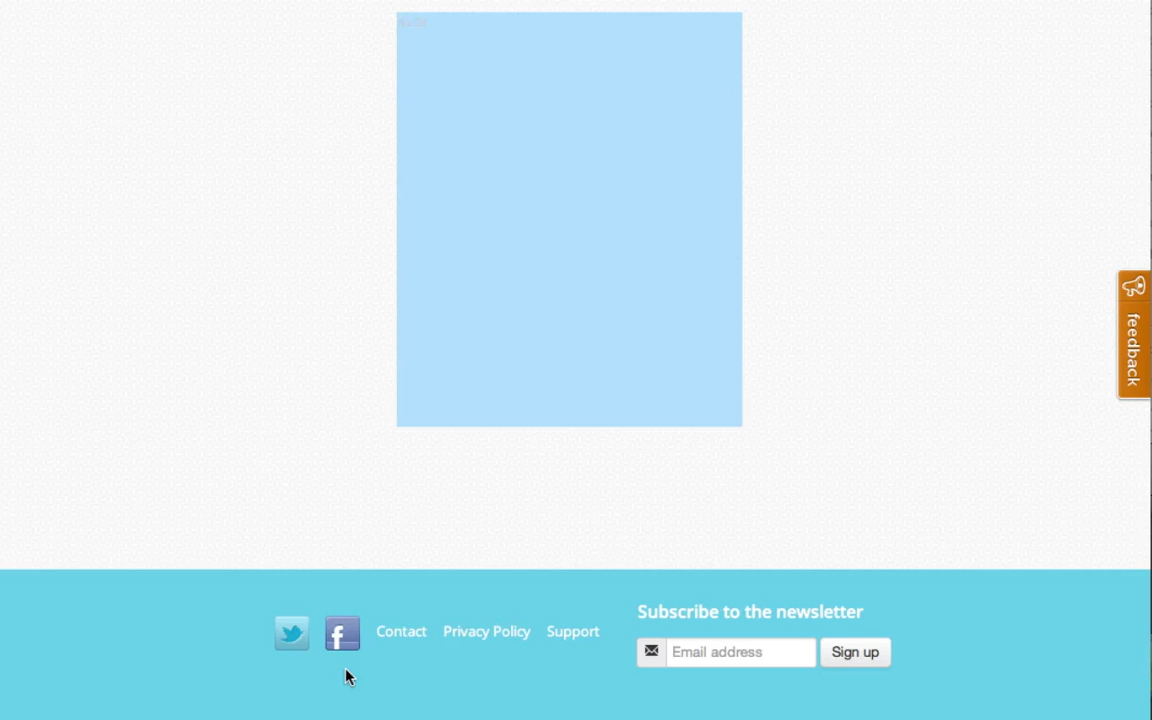 feedback
Contact Privacy Policy Support
Subscribe to the newsletter
Email address Sign up